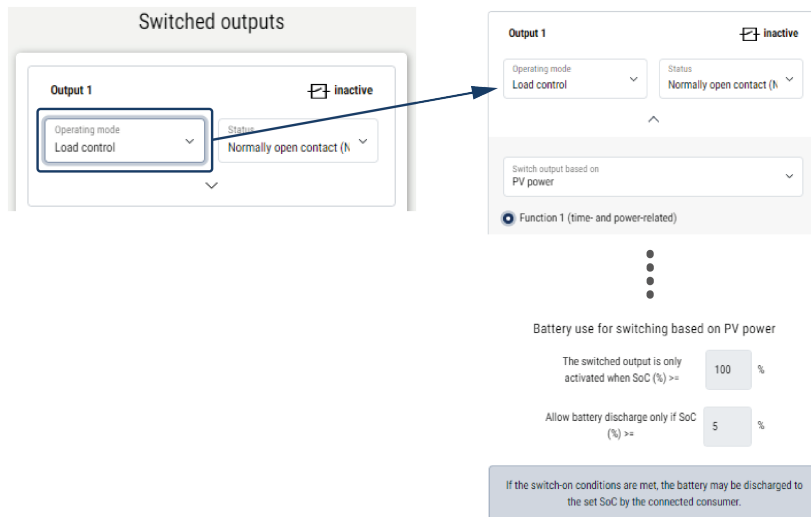 Switched outputs
Output 1
inactive
Operating mode
Load control
Status
Normally open contact (N
Output 1
inactive
Operating mode
Load control
Status
Normally open contact (N
Switch output based on
PV power
Function 1 (time- and power-related)
Battery use for switching based on PV power
The switched output is only
activated when SoC (%) >=
100 %
Allow battery discharge only if SoC
(%) >=
5 %
If the switch-on conditions are met, the battery may be discharged to
the set SoC by the connected consumer.